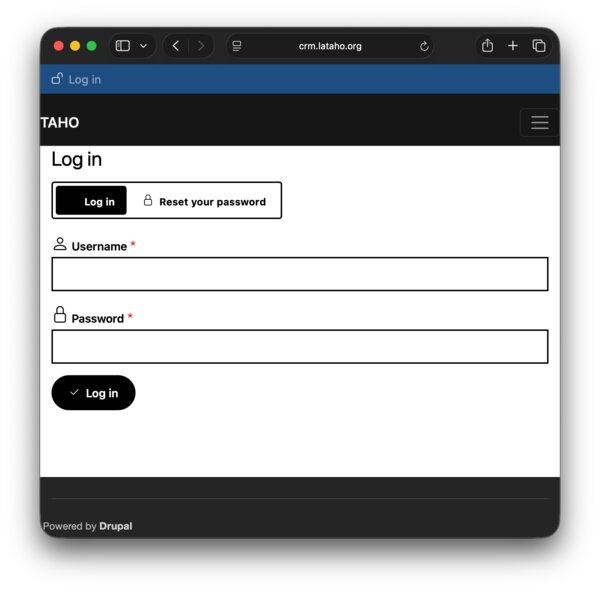 crm.lataho.org
Log in
TAHO
Log in
Log in
Reset your password
Username *
Password *
Log in
Powered by Drupal